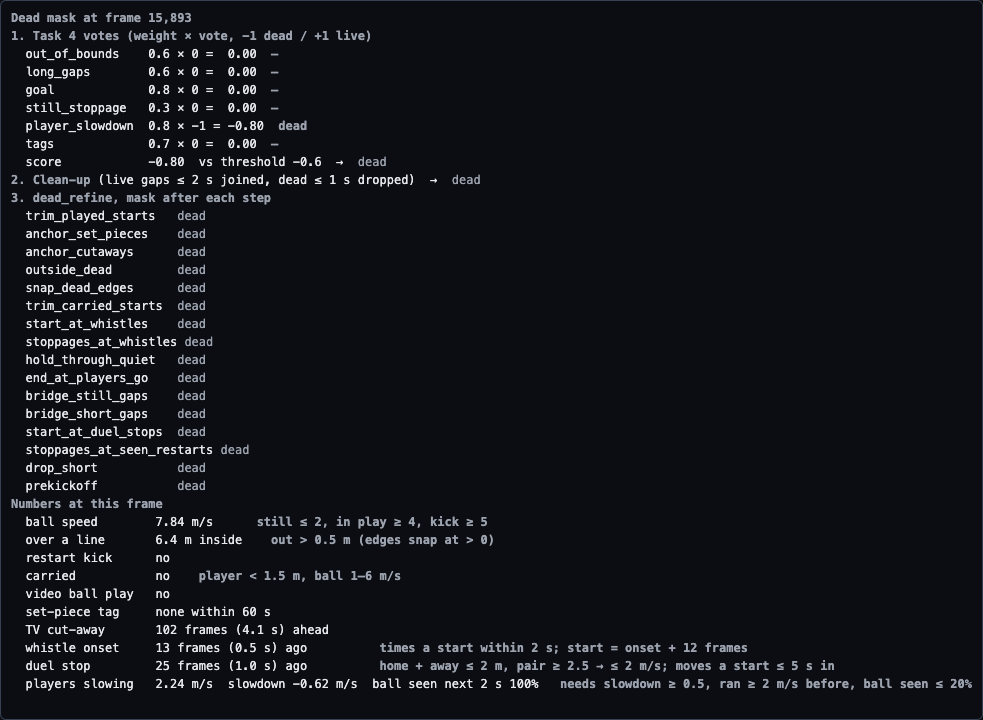 Dead mask at frame 15,893
1. Task 4 votes (weight × vote, −1 dead / +1 live)
out_of_bounds 0.6 × 0 = 0.00 —
long_gaps 0.6 × 0 = 0.00 —
goal 0.8 × 0 = 0.00 —
still_stoppage 0.3 × 0 = 0.00 —
player_slowdown 0.8 × −1 = −0.80 dead
tags 0.7 × 0 = 0.00 —
score −0.80 vs threshold −0.6 → dead
2. Clean-up (live gaps ≤ 2 s joined, dead ≤ 1 s dropped) → dead
3. dead_refine, mask after each step
trim_played_starts dead
anchor_set_pieces dead
anchor_cutaways dead
outside_dead dead
snap_dead_edges dead
trim_carried_starts dead
start_at_whistles dead
stoppages_at_whistles dead
hold_through_quiet dead
end_at_players_go dead
bridge_still_gaps dead
bridge_short_gaps dead
start_at_duel_stops dead
stoppages_at_seen_restarts dead
drop_short dead
prekickoff dead
Numbers at this frame
ball speed 7.84 m/s still ≤ 2, in play ≥ 4, kick ≥ 5
over a line 6.4 m inside out > 0.5 m (edges snap at > 0)
restart kick no
carried no player < 1.5 m, ball 1–6 m/s
video ball play no
set-piece tag none within 60 s
TV cut-away 102 frames (4.1 s) ahead
whistle onset 13 frames (0.5 s) ago times a start within 2 s; start = onset + 12 frames
duel stop 25 frames (1.0 s) ago home + away ≤ 2 m, pair ≥ 2.5 → ≤ 2 m/s; moves a start ≤ 5 s in
players slowing 2.24 m/s slowdown −0.62 m/s ball seen next 2 s 100% needs slowdown ≥ 0.5, ran ≥ 2 m/s before, ball seen ≤ 20%